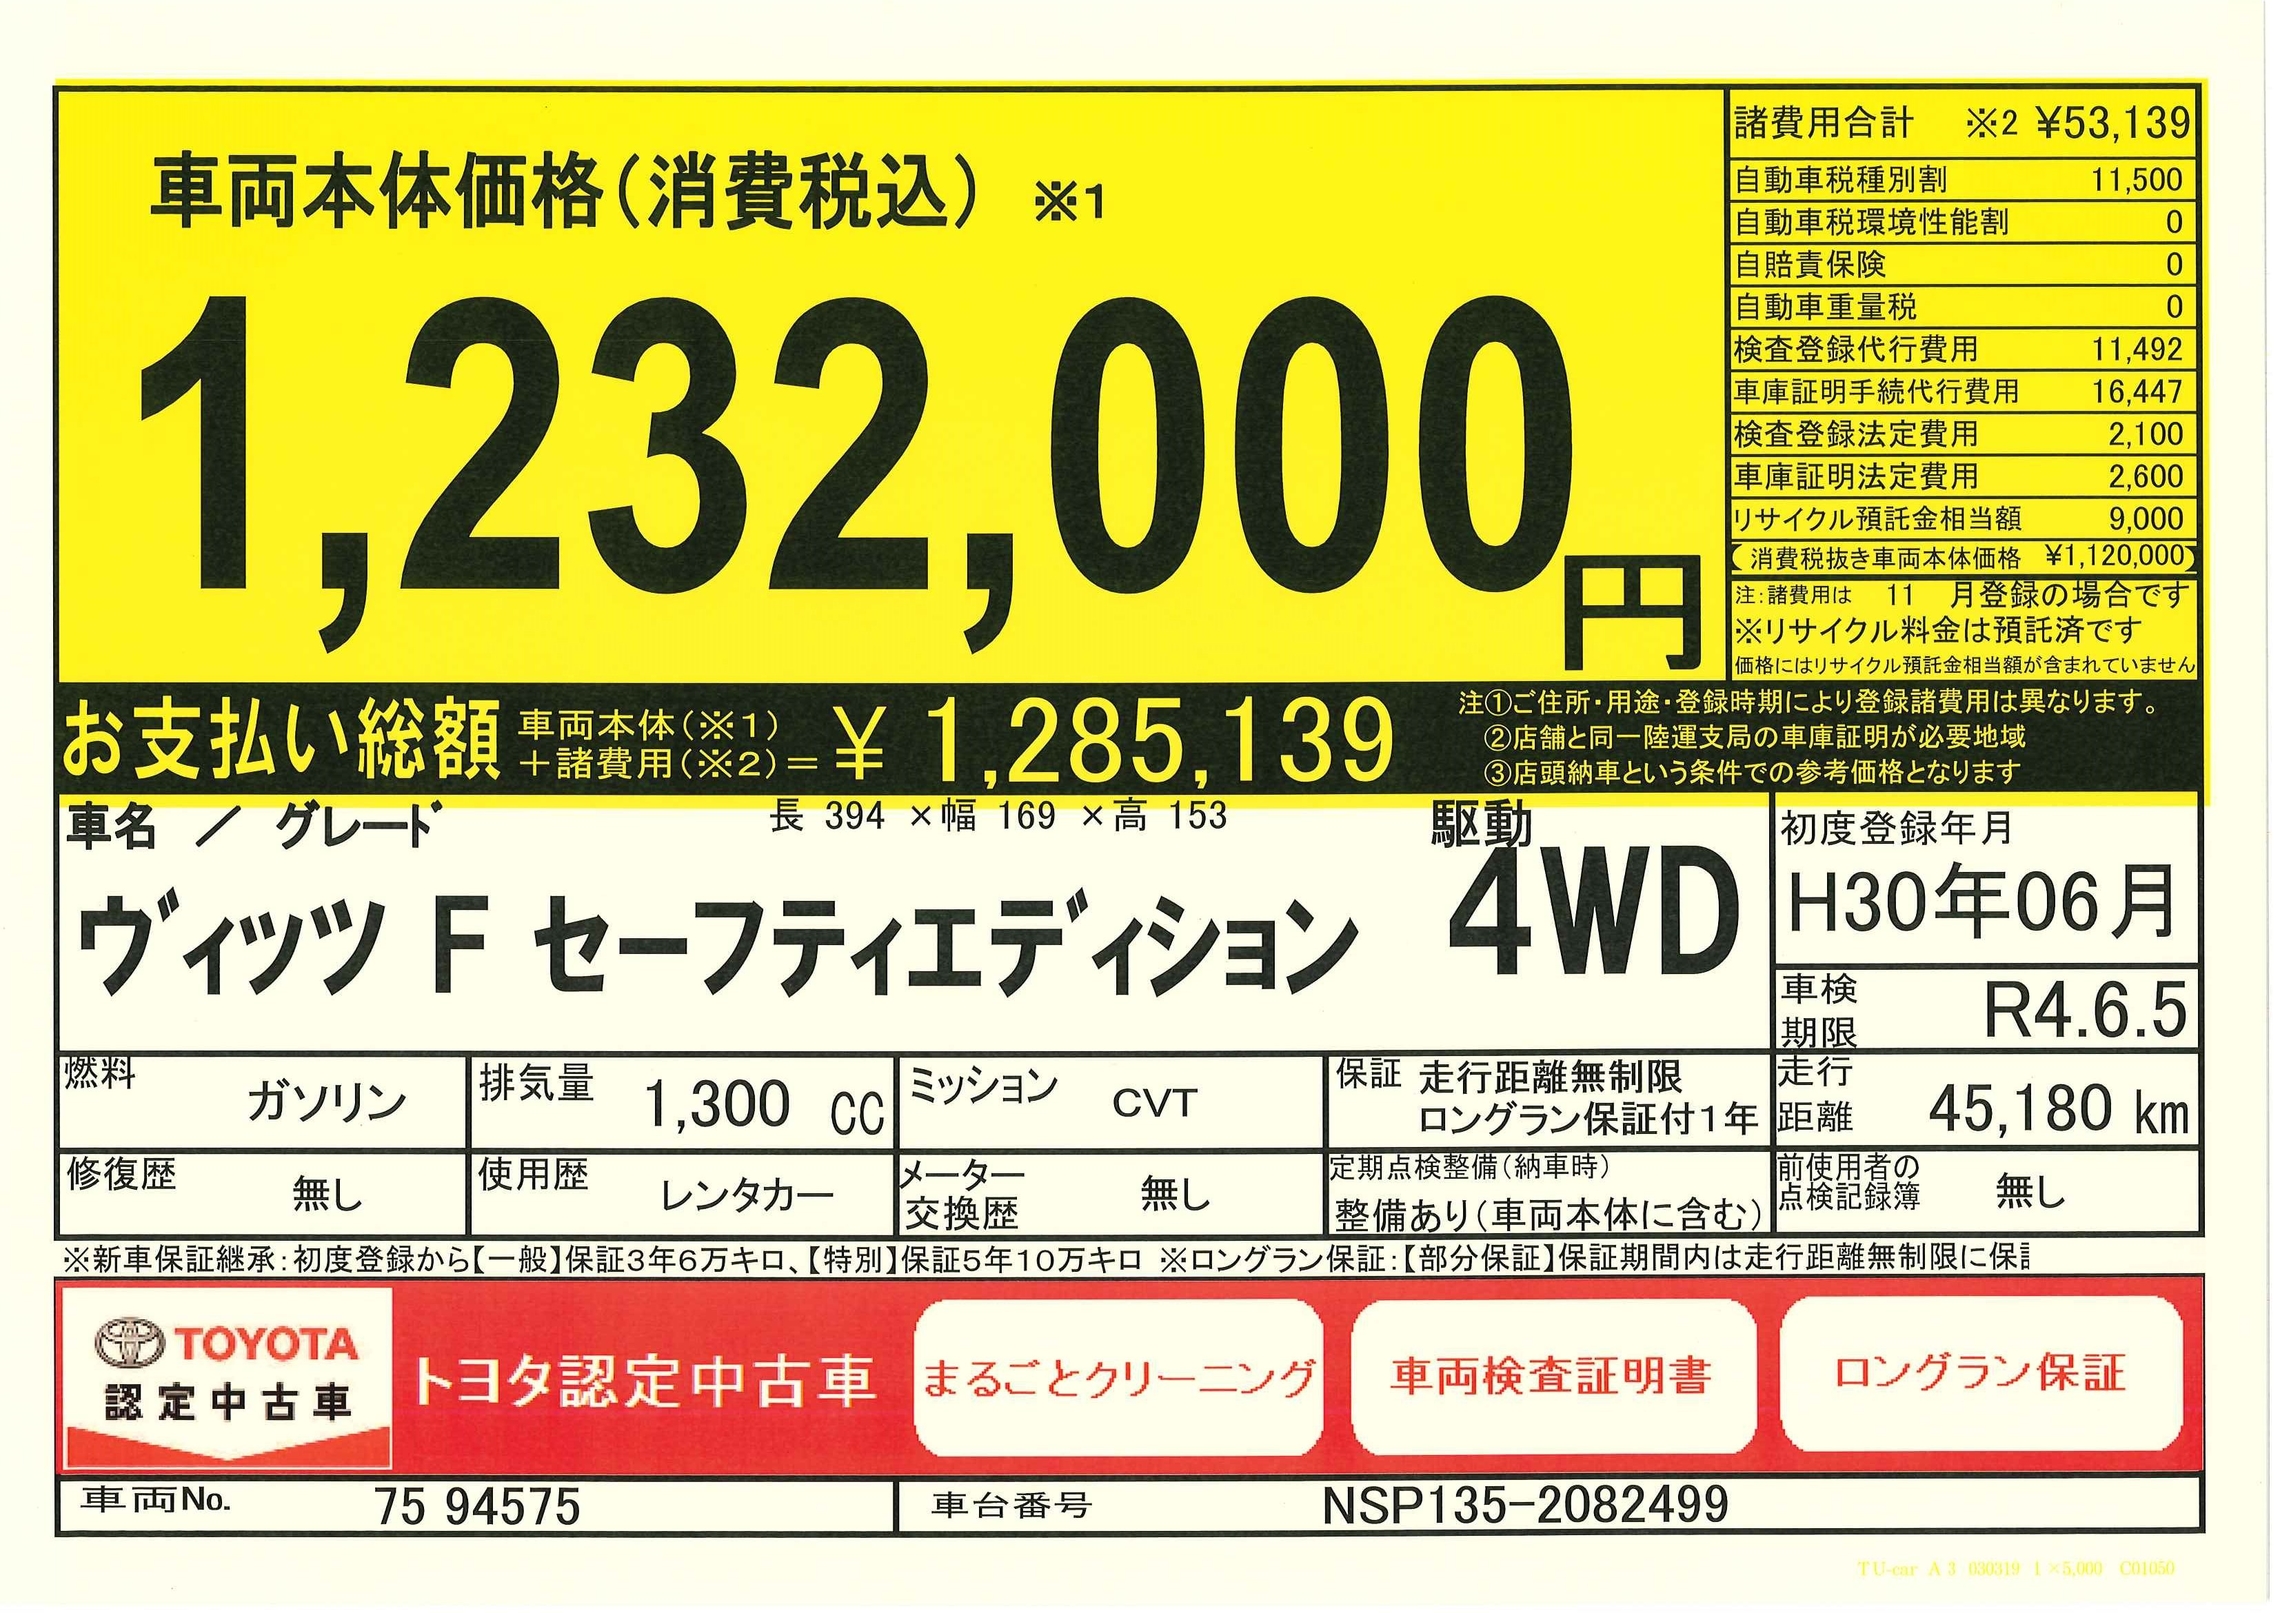 車両本体価格(消費税込) ※1
1,232,000円
諸費用合計 ※2 ¥53,139
自動車税種別割 11,500
自動車税環境性能割 0
自賠責保険 0
自動車重量税 0
検査登録代行費用 11,492
車庫証明手続代行費用 16,447
検査登録法定費用 2,100
車庫証明法定費用 2,600
リサイクル預託金相当額 9,000
(消費税抜き車両本体価格 ¥1,120,000)
注:諸費用は 11 月登録の場合です
※リサイクル料金は預託済です
価格にはリサイクル預託金相当額が含まれていません
お支払い総額 車両本体(※1)
+諸費用(※2)= ¥ 1,285,139
注①ご住所・用途・登録時期により登録諸費用は異なります。
②店舗と同一陸運支局の車庫証明が必要地域
③店頭納車という条件での参考価格となります
車名 / グレード 長 394 ×幅 169 ×高 153
ヴィッツ F セーフティエディション
駆動
4WD
初度登録年月
H30年06月
車検
期限 R4.6.5
燃料 ガソリン
排気量 1,300 cc
ミッション CVT
保証 走行距離無制限
ロングラン保証付1年
走行
距離 45,180 km
修復歴 無し
使用歴 レンタカー
メーター
交換歴 無し
定期点検整備(納車時)
整備あり(車両本体に含む)
前使用者の
点検記録簿 無し
※新車保証継承:初度登録から【一般】保証3年6万キロ、【特別】保証5年10万キロ ※ロングラン保証:【部分保証】保証期間内は走行距離無制限に保証
TOYOTA
認定中古車
トヨタ認定中古車
まるごとクリーニング
車両検査証明書
ロングラン保証
車両No. 75 94575
車台番号 NSP135-2082499
TU-car A3 030319 1×5,000 C01050